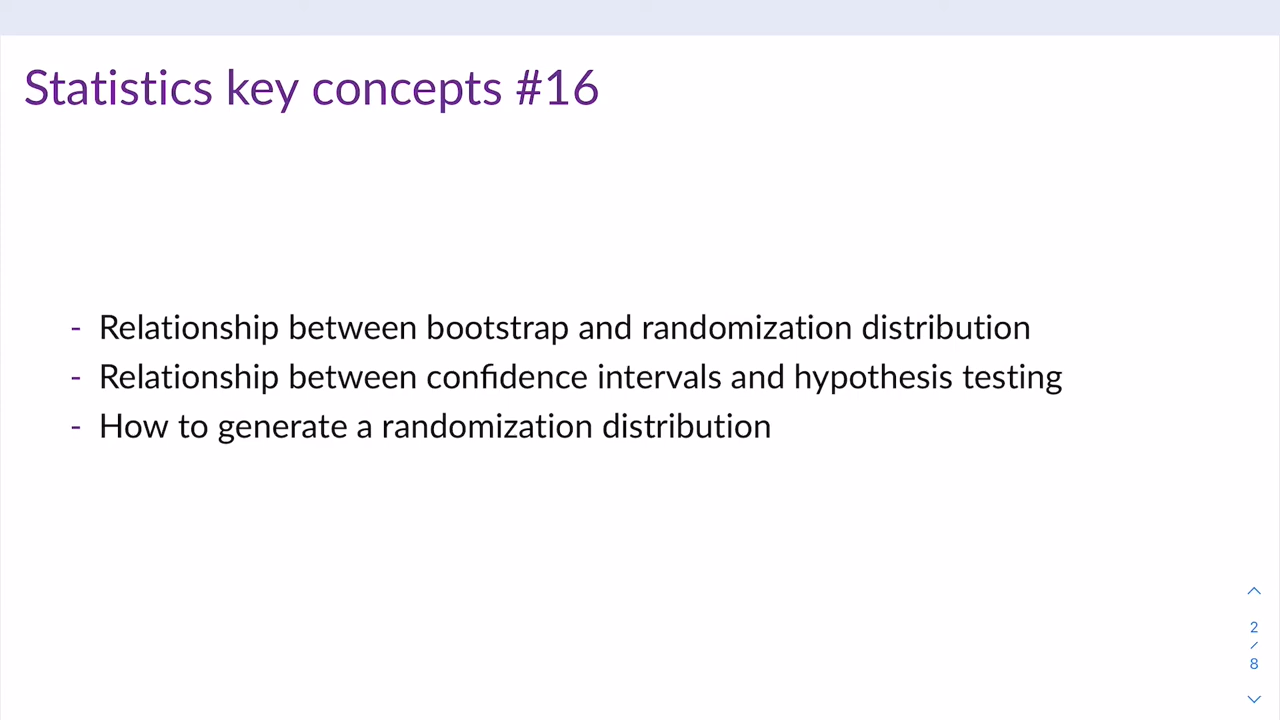 Statistics key concepts #16
- Relationship between bootstrap and randomization distribution
- Relationship between confidence intervals and hypothesis testing
- How to generate a randomization distribution
2
/
8